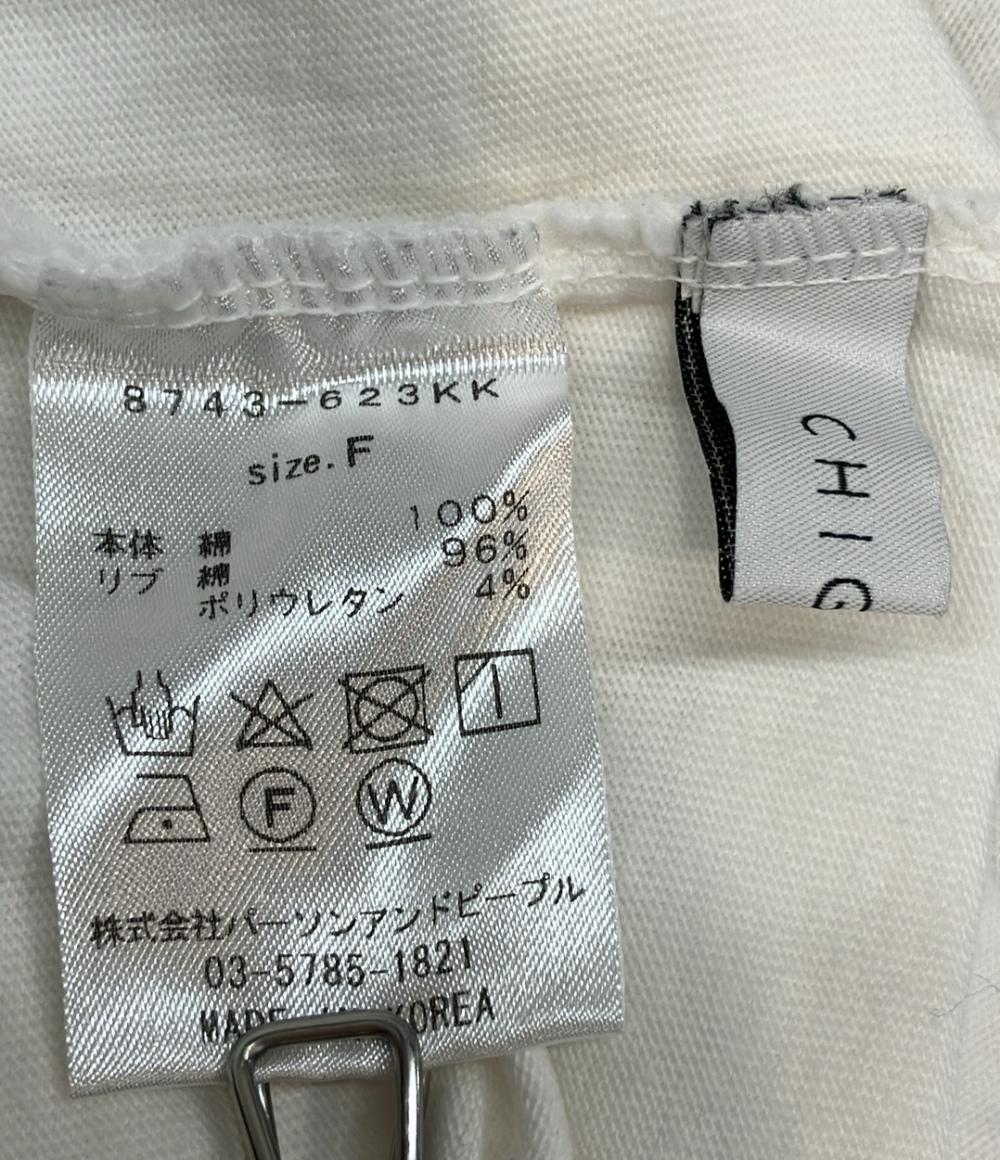 8743-623KK
size. F
本体 綿 100%
リブ 綿 96%
ポリウレタン 4%
F W
株式会社パーソンアンドピープル
03-5785-1821
MADE KOREA
CHI